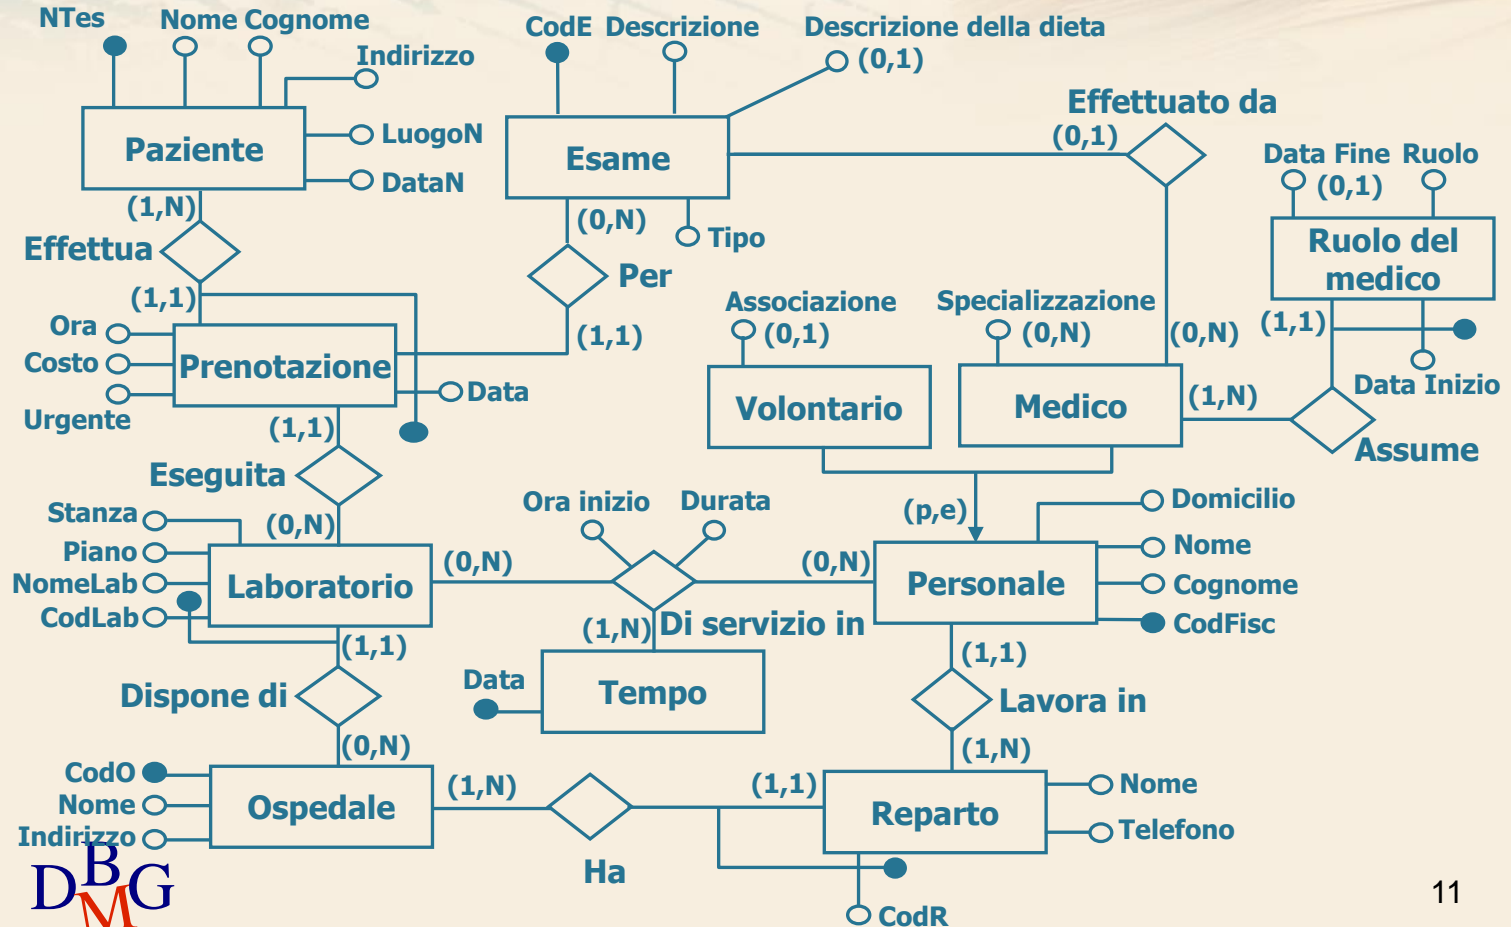 NTes
Nome Cognome
Indirizzo
Paziente
LuogoN
DataN
(1,N)
Effettua
(1,1)
CodE Descrizione
Descrizione della dieta
(0,1)
Esame
(0,N)
Tipo
Per
(1,1)
Effettuato da
(0,1)
(0,N)
Data Fine Ruolo
(0,1)
Ruolo del
medico
(1,1)
Data Inizio
(1,N)
Assume
Ora
Costo
Urgente
Prenotazione
Data
(1,1)
Eseguita
(0,N)
Associazione
(0,1)
Volontario
Specializzazione
(0,N)
Medico
(p,e)
Stanza
Piano
NomeLab
CodLab
Laboratorio
(0,N)
Ora inizio
Durata
(0,N)
Di servizio in
(1,N)
Data
Tempo
Personale
Domicilio
Nome
Cognome
CodFisc
(1,1)
Lavora in
(1,N)
(1,1)
Dispone di
(0,N)
CodO
Nome
Indirizzo
Ospedale
(1,N)
Ha
(1,1)
Reparto
Nome
Telefono
CodR
DBMG
11